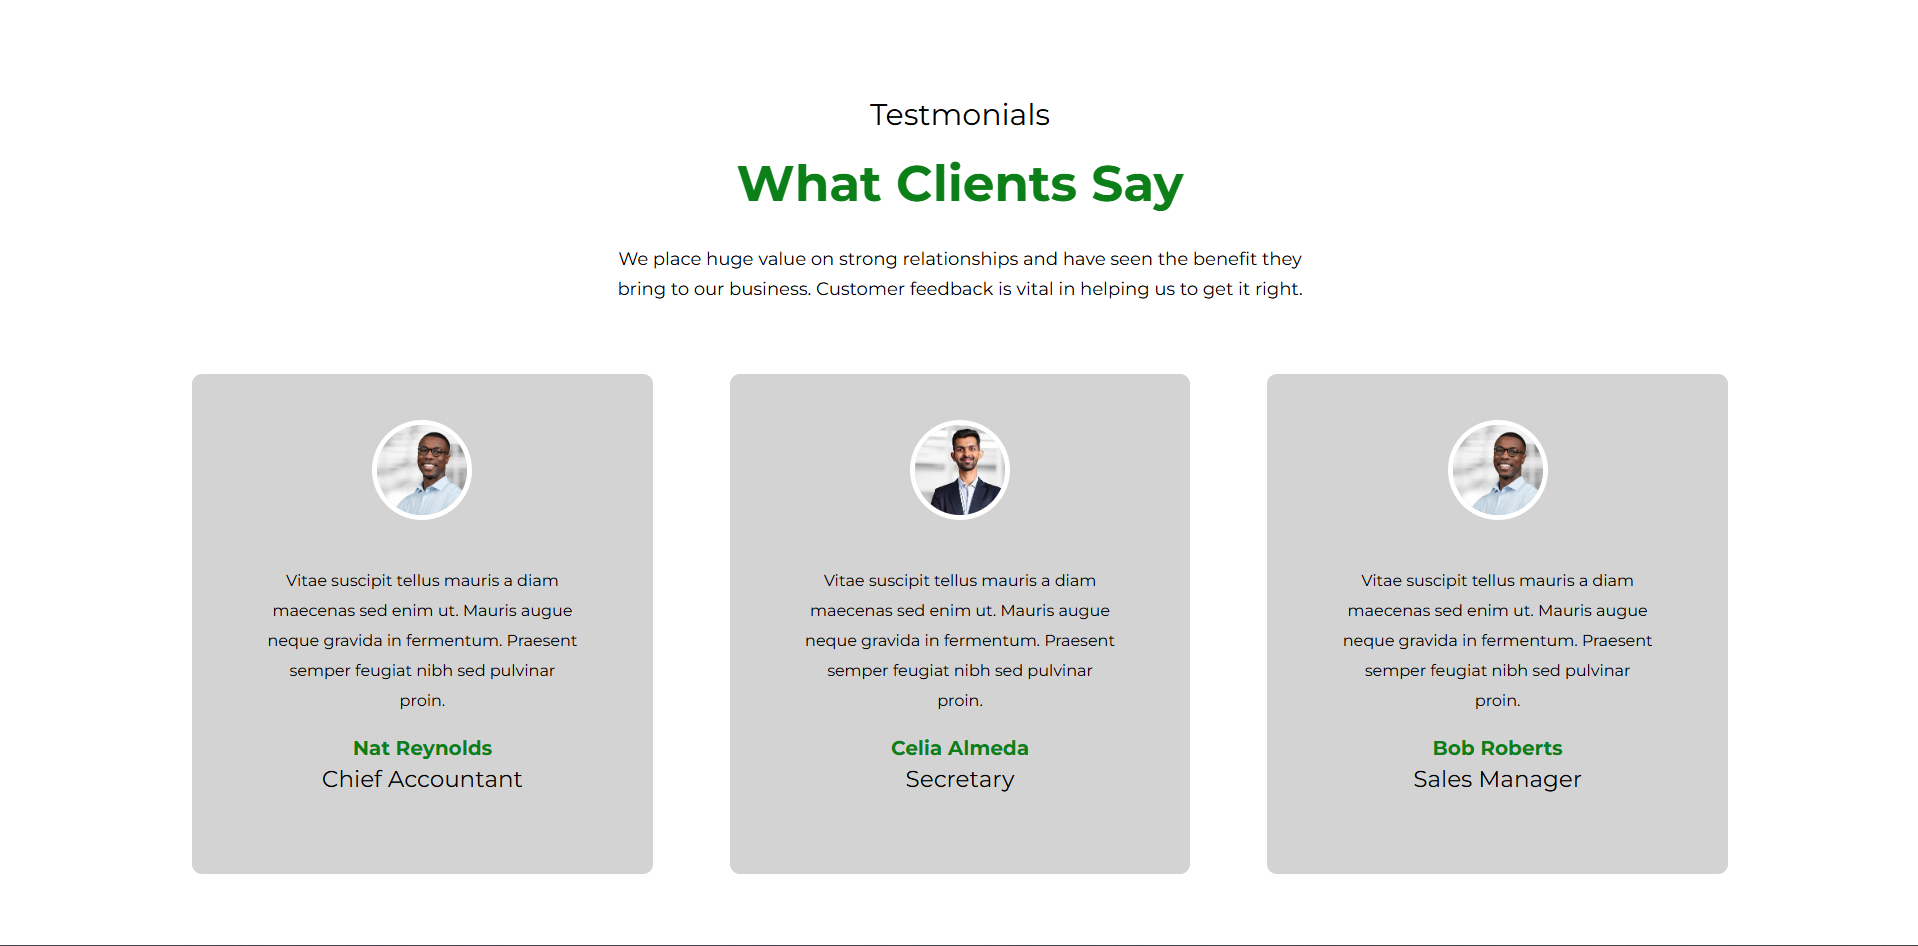 Testmonials
What Clients Say
We place huge value on strong relationships and have seen the benefit they
bring to our business. Customer feedback is vital in helping us to get it right.
Vitae suscipit tellus mauris a diam
maecenas sed enim ut. Mauris augue
neque gravida in fermentum. Praesent
semper feugiat nibh sed pulvinar
proin.
Nat Reynolds
Chief Accountant
Vitae suscipit tellus mauris a diam
maecenas sed enim ut. Mauris augue
neque gravida in fermentum. Praesent
semper feugiat nibh sed pulvinar
proin.
Celia Almeda
Secretary
Vitae suscipit tellus mauris a diam
maecenas sed enim ut. Mauris augue
neque gravida in fermentum. Praesent
semper feugiat nibh sed pulvinar
proin.
Bob Roberts
Sales Manager